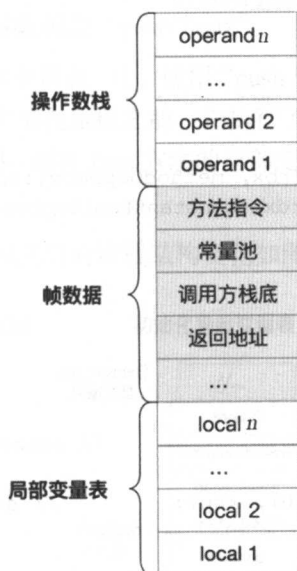 操作数栈
operand n
...
operand 2
operand 1
帧数据
方法指令
常量池
调用方栈底
返回地址
...
局部变量表
local n
...
local 2
local 1